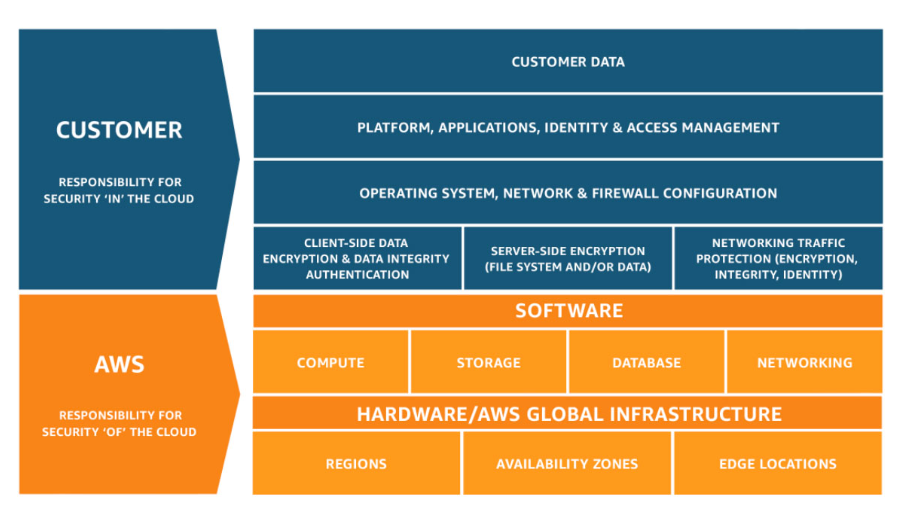 CUSTOMER
RESPONSIBILITY FOR
SECURITY ‘IN’ THE CLOUD
CUSTOMER DATA
PLATFORM, APPLICATIONS, IDENTITY & ACCESS MANAGEMENT
OPERATING SYSTEM, NETWORK & FIREWALL CONFIGURATION
CLIENT-SIDE DATA
ENCRYPTION & DATA INTEGRITY
AUTHENTICATION
SERVER-SIDE ENCRYPTION
(FILE SYSTEM AND/OR DATA)
NETWORKING TRAFFIC
PROTECTION (ENCRYPTION,
INTEGRITY, IDENTITY)
AWS
RESPONSIBILITY FOR
SECURITY ‘OF’ THE CLOUD
SOFTWARE
COMPUTE
STORAGE
DATABASE
NETWORKING
HARDWARE/AWS GLOBAL INFRASTRUCTURE
REGIONS
AVAILABILITY ZONES
EDGE LOCATIONS